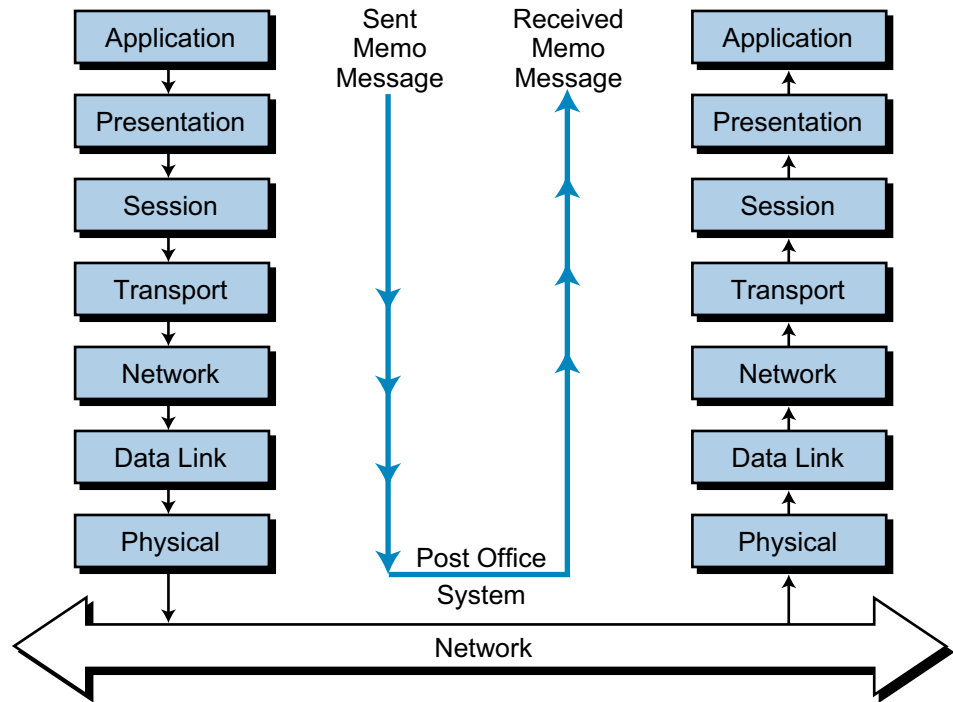 Application
Presentation
Session
Transport
Network
Data Link
Physical
Sent
Memo
Message
Received
Memo
Message
Post Office
System
Application
Presentation
Session
Transport
Network
Data Link
Physical
Network